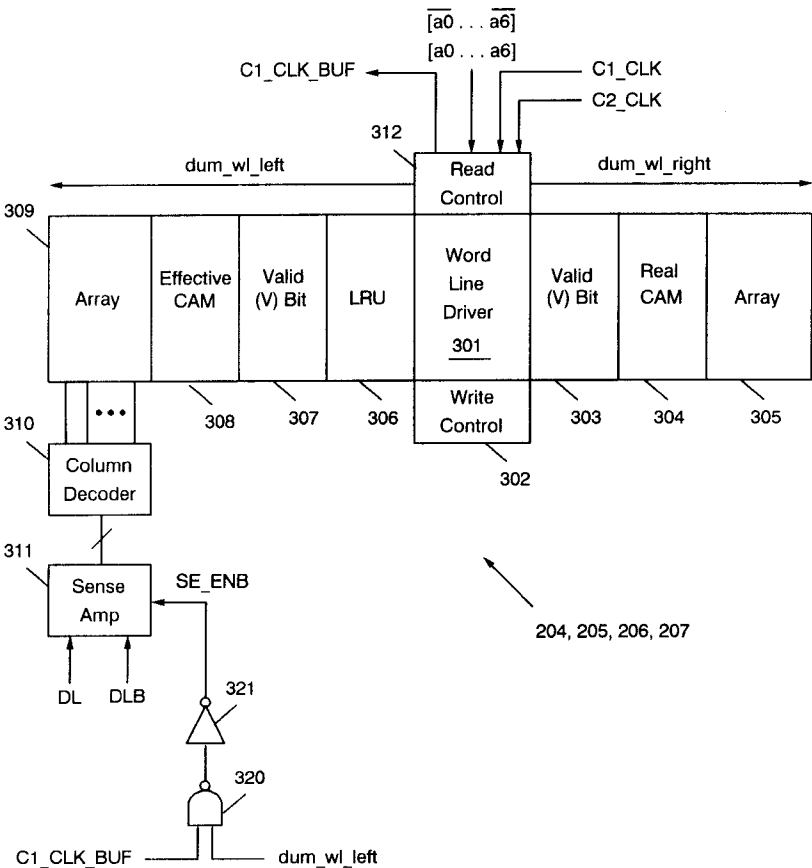 [a̅0̅ . . . a̅6̅]
[a0 . . . a6]
C1_CLK_BUF
C1_CLK
C2_CLK
312
dum_wl_left
Read
Control
dum_wl_right
309
Array
Effective
CAM
Valid
(V) Bit
LRU
Word
Line
Driver
301
Valid
(V) Bit
Real
CAM
Array
308
307
306
Write
Control
303
304
305
302
310
Column
Decoder
311
Sense
Amp
SE_ENB
DL
DLB
204, 205, 206, 207
321
320
C1_CLK_BUF
dum_wl_left